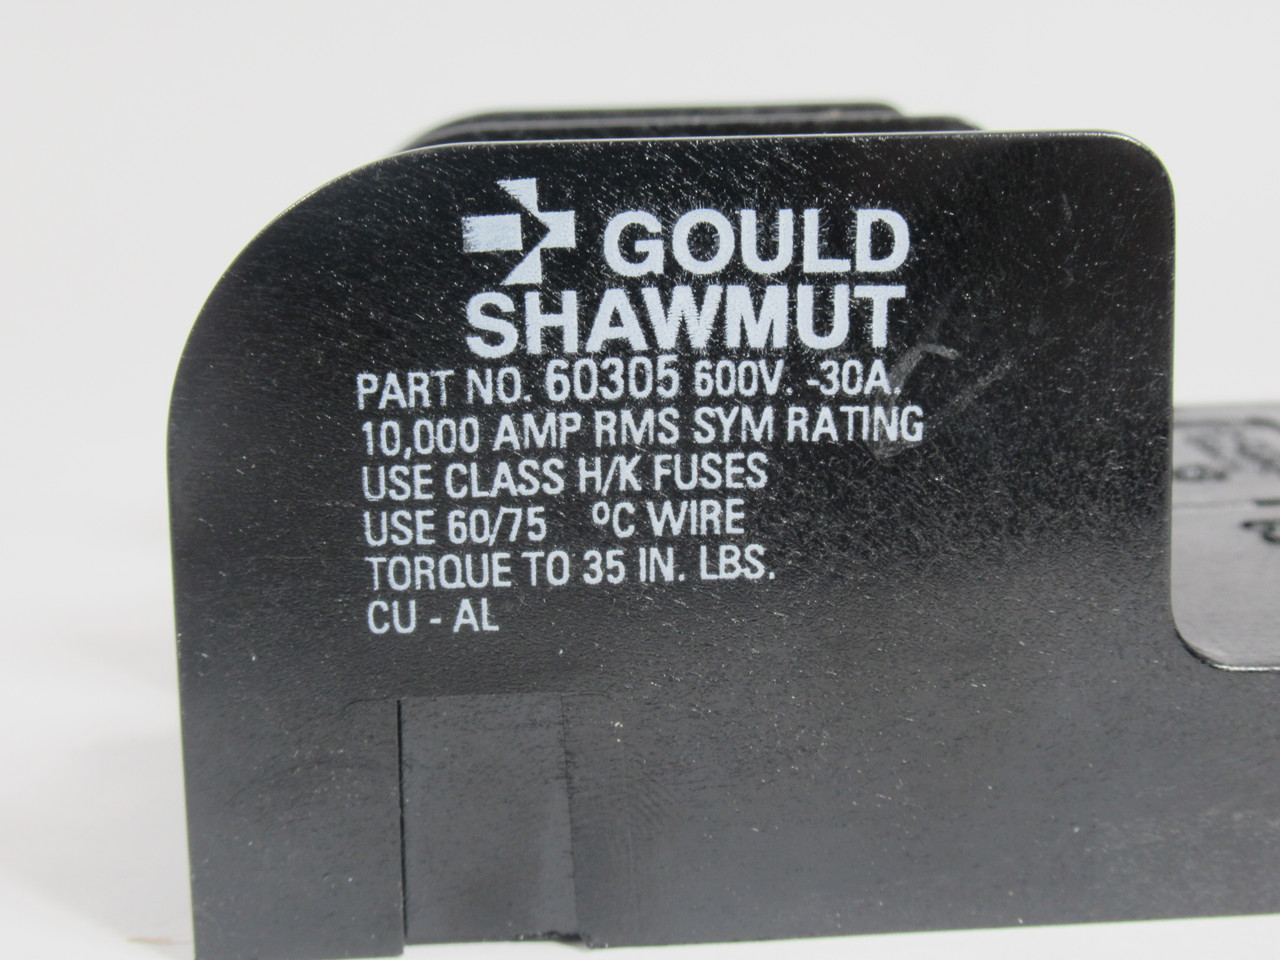 GOULD
SHAWMUT
PART NO. 60305 600V. -30A.
10,000 AMP RMS SYM RATING
USE CLASS H/K FUSES
USE 60/75 ºC WIRE
TORQUE TO 35 IN. LBS.
CU - AL